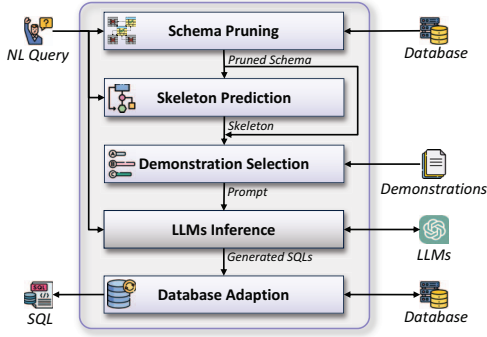 Schema Pruning
NL Query
Database
Pruned Schema
Skeleton Prediction
Skeleton
Demonstration Selection
Demonstrations
Prompt
LLMs Inference
LLMs
Generated SQLs
Database Adaption
SQL
Database